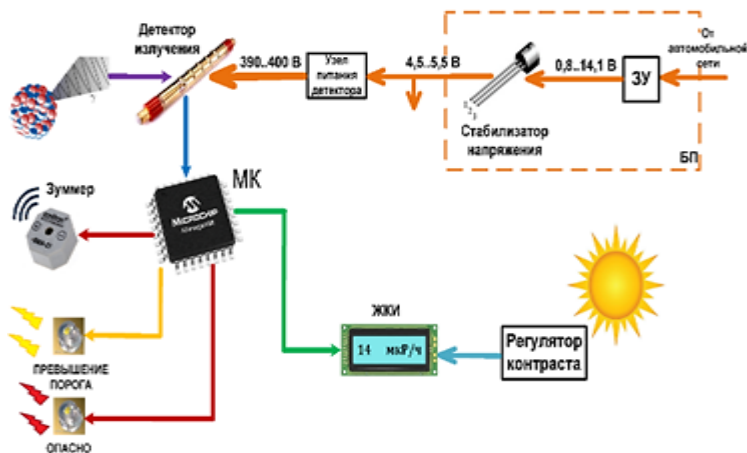 Детектор
излучения
390..400 В
Узел
питания
детектора
4,5..5,5 В
Стабилизатор
напряжения
0,8..14,1 В
ЗУ
От
автомобильной
сети
БП
Зуммер
МК
MICROCHIP
ПРЕВЫШЕНИЕ
ПОРОГА
ОПАСНО
ЖКИ
14 мкР/ч
Регулятор
контраста